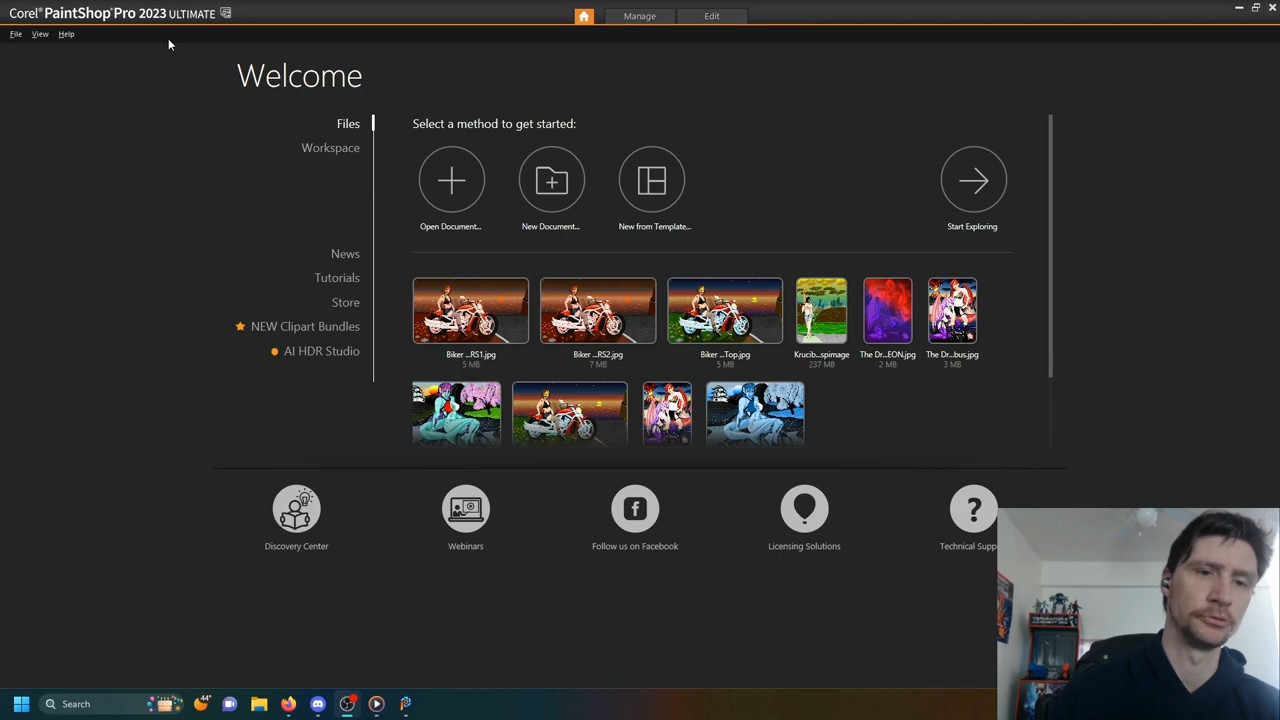 Corel® PaintShop® Pro 2023 ULTIMATE
Manage
Edit
File
View
Help
Welcome
Files
Workspace
News
Tutorials
Store
NEW Clipart Bundles
AI HDR Studio
Select a method to get started:
Open Document...
New Document...
New from Template...
Start Exploring
Biker ...RS1.jpg
5 MB
Biker ...RS2.jpg
7 MB
Biker ...Top.jpg
5 MB
Krucib...spimage
237 MB
The Dr...EON.jpg
2 MB
The Dr...bus.jpg
3 MB
Discovery Center
Webinars
Follow us on Facebook
Licensing Solutions
Technical Supp
Search
44°